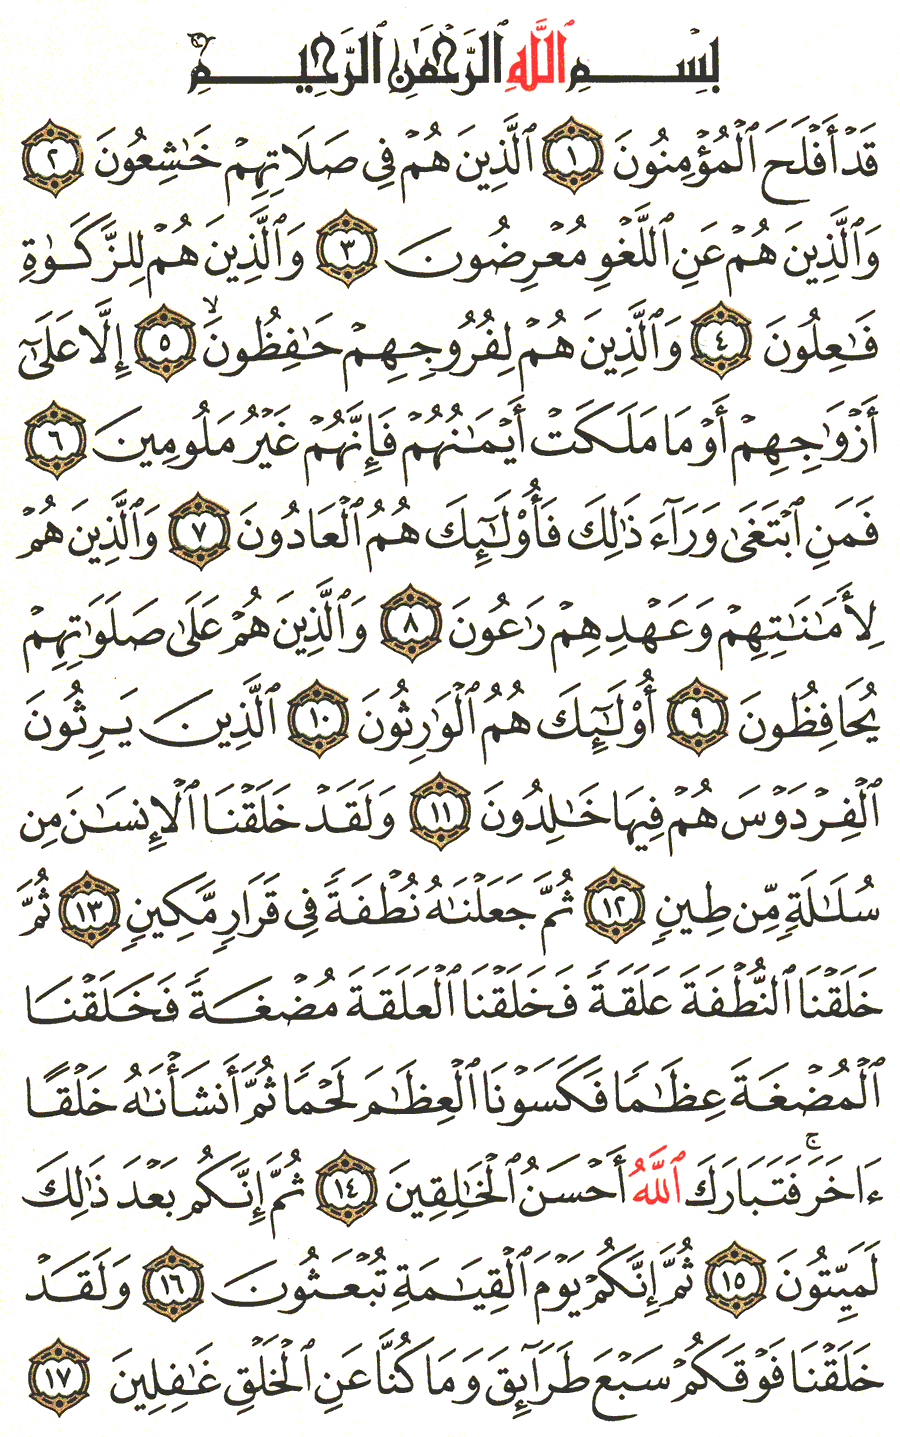 بِسْمِ ٱللَّهِ ٱلرَّحْمَٰنِ ٱلرَّحِيمِ
قَدْ أَفْلَحَ ٱلْمُؤْمِنُونَ ١ ٱلَّذِينَ هُمْ فِى صَلَاتِهِمْ خَٰشِعُونَ ٢
وَٱلَّذِينَ هُمْ عَنِ ٱللَّغْوِ مُعْرِضُونَ ٣ وَٱلَّذِينَ هُمْ لِلزَّكَوٰةِ
فَٰعِلُونَ ٤ وَٱلَّذِينَ هُمْ لِفُرُوجِهِمْ حَٰفِظُونَ ۙ ٥ إِلَّا عَلَىٰٓ
أَزْوَٰجِهِمْ أَوْ مَا مَلَكَتْ أَيْمَٰنُهُمْ فَإِنَّهُمْ غَيْرُ مَلُومِينَ ٦
فَمَنِ ٱبْتَغَىٰ وَرَآءَ ذَٰلِكَ فَأُو۟لَٰٓئِكَ هُمُ ٱلْعَادُونَ ٧ وَٱلَّذِينَ هُمْ
لِأَمَٰنَٰتِهِمْ وَعَهْدِهِمْ رَٰعُونَ ٨ وَٱلَّذِينَ هُمْ عَلَىٰ صَلَوَٰتِهِمْ
يُحَافِظُونَ ٩ أُو۟لَٰٓئِكَ هُمُ ٱلْوَٰرِثُونَ ١٠ ٱلَّذِينَ يَرِثُونَ
ٱلْفِرْدَوْسَ هُمْ فِيهَا خَٰلِدُونَ ١١ وَلَقَدْ خَلَقْنَا ٱلْإِنسَٰنَ مِن
سُلَٰلَةٍ مِّن طِينٍ ١٢ ثُمَّ جَعَلْنَٰهُ نُطْفَةً فِى قَرَارٍ مَّكِينٍ ١٣ ثُمَّ
خَلَقْنَا ٱلنُّطْفَةَ عَلَقَةً فَخَلَقْنَا ٱلْعَلَقَةَ مُضْغَةً فَخَلَقْنَا
ٱلْمُضْغَةَ عِظَٰمًا فَكَسَوْنَا ٱلْعِظَٰمَ لَحْمًا ثُمَّ أَنشَأْنَٰهُ خَلْقًا
ءَاخَرَ ۚ فَتَبَارَكَ ٱللَّهُ أَحْسَنُ ٱلْخَٰلِقِينَ ١٤ ثُمَّ إِنَّكُم بَعْدَ ذَٰلِكَ
لَمَيِّتُونَ ١٥ ثُمَّ إِنَّكُمْ يَوْمَ ٱلْقِيَٰمَةِ تُبْعَثُونَ ١٦ وَلَقَدْ
خَلَقْنَا فَوْقَكُمْ سَبْعَ طَرَآئِقَ وَمَا كُنَّا عَنِ ٱلْخَلْقِ غَٰفِلِينَ ١٧